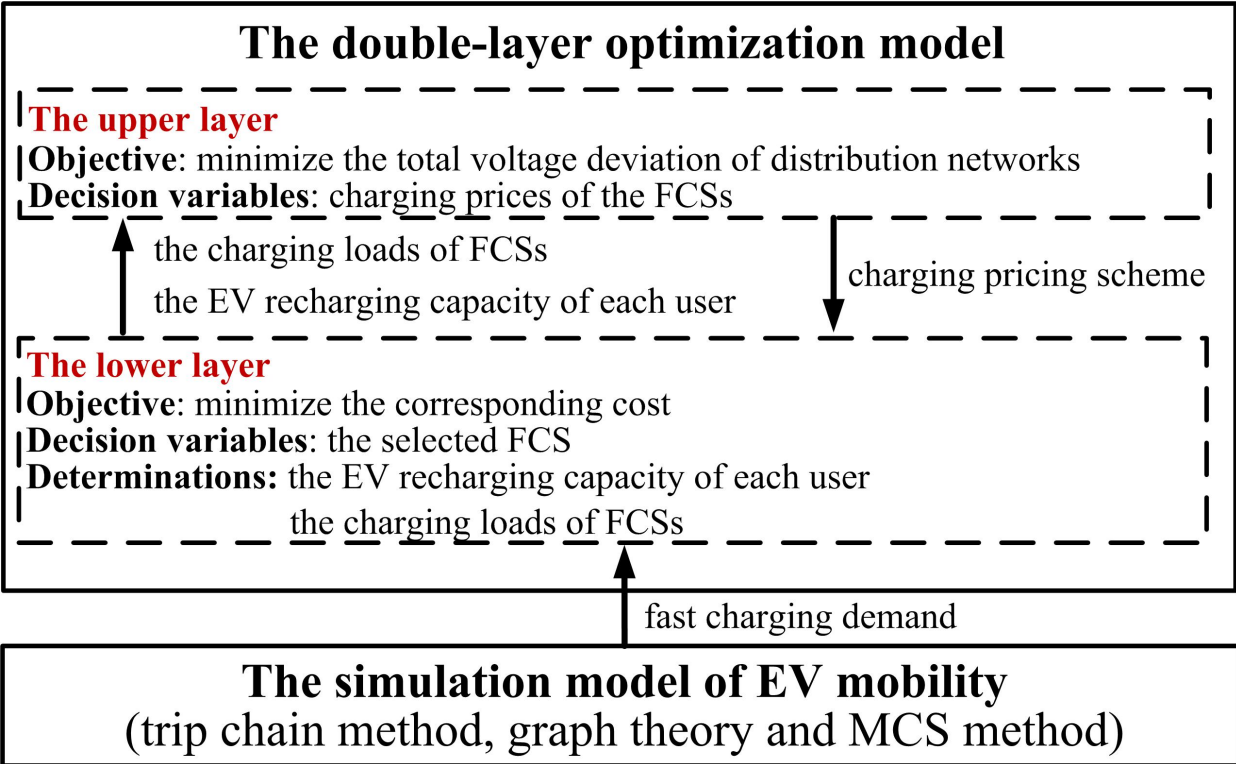 The double-layer optimization model
The upper layer
Objective: minimize the total voltage deviation of distribution networks
Decision variables: charging prices of the FCSs
the charging loads of FCSs
the EV recharging capacity of each user
charging pricing scheme
The lower layer
Objective: minimize the corresponding cost
Decision variables: the selected FCS
Determinations: the EV recharging capacity of each user
the charging loads of FCSs
fast charging demand
The simulation model of EV mobility
(trip chain method, graph theory and MCS method)